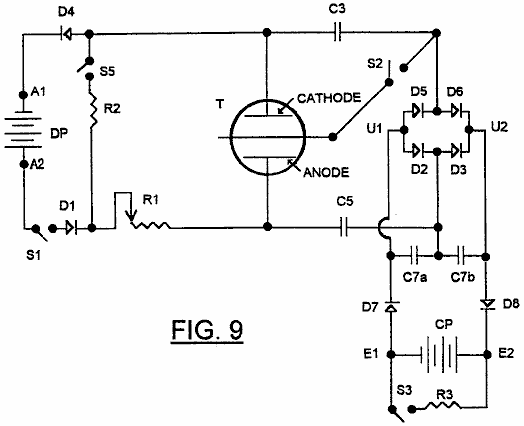 D4
C3
S2
S5
A1
D5
D6
CATHODE
R2
T
DP
U1
U2
A2
ANODE
D2
D3
D1
R1
C5
S1
C7a
C7b
D7
D8
CP
FIG. 9
E1
E2
S3
R3